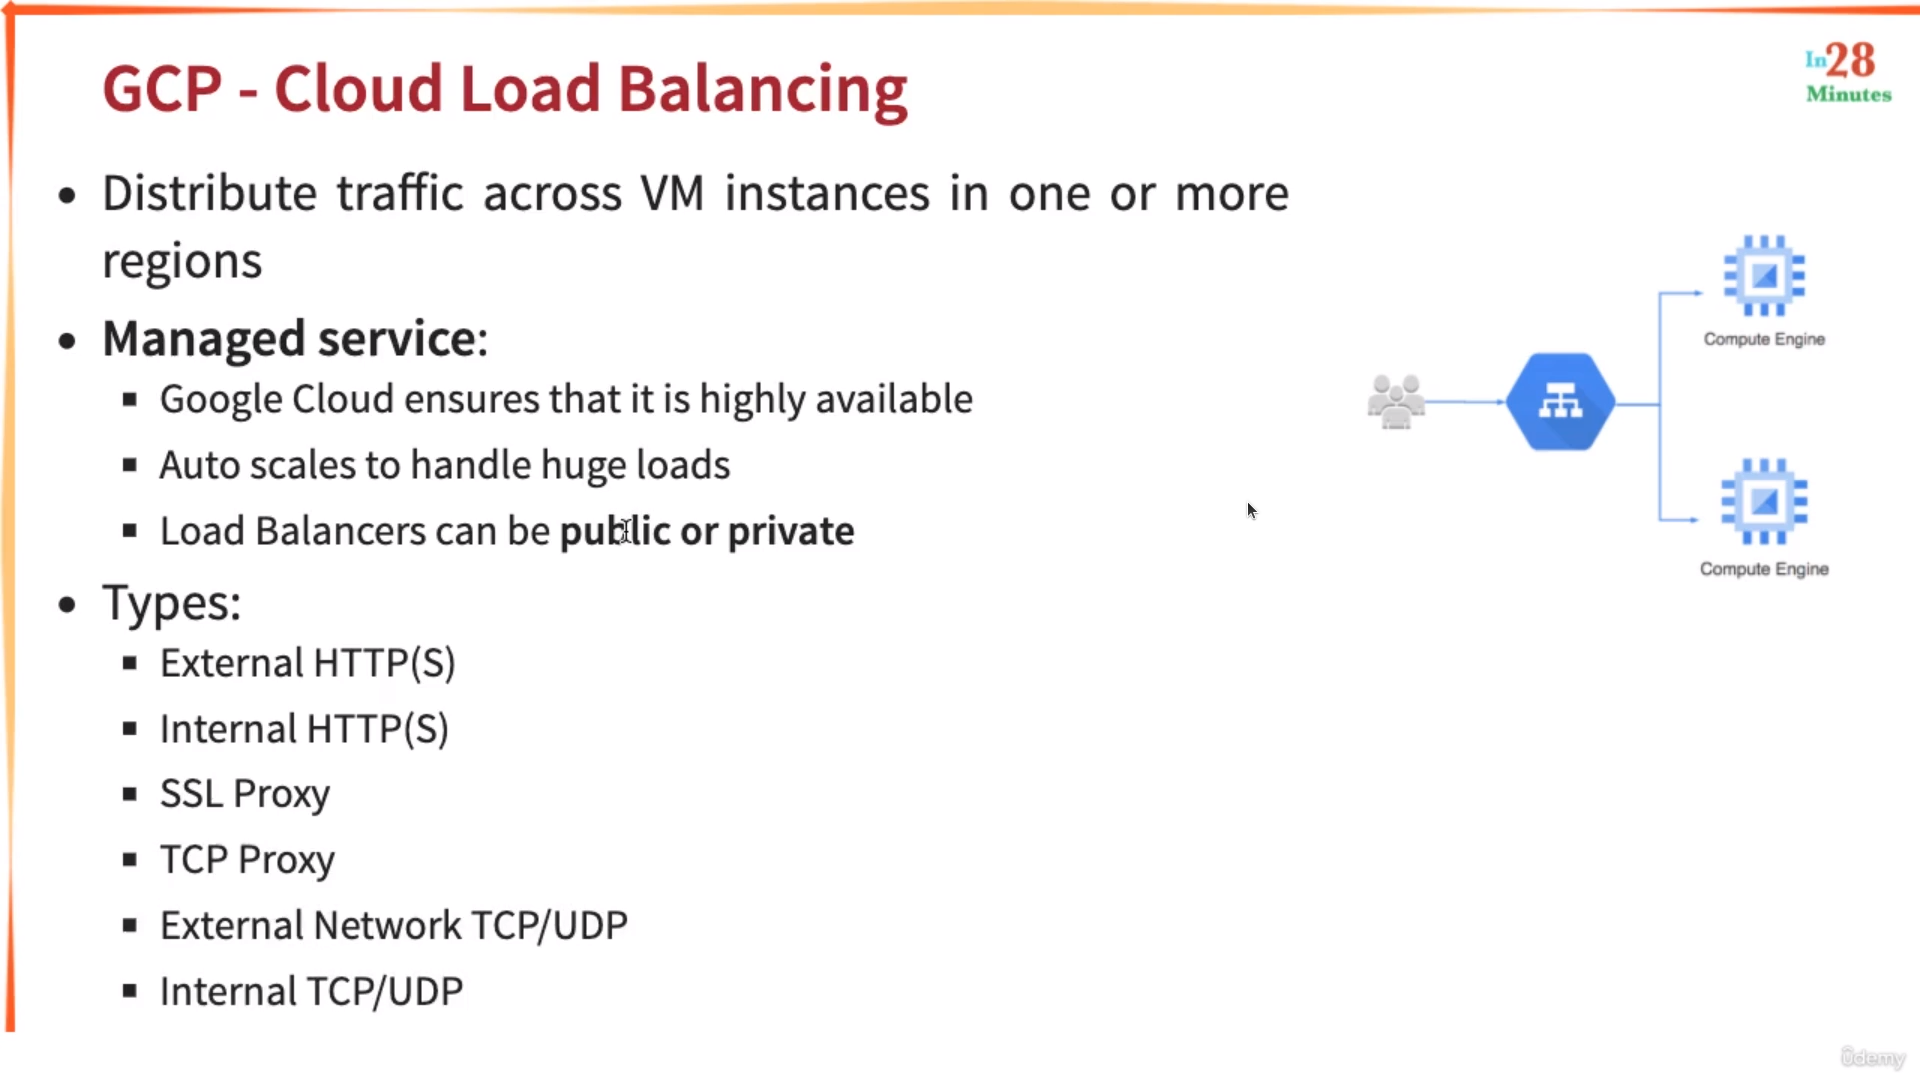 GCP - Cloud Load Balancing
In28
Minutes
• Distribute traffic across VM instances in one or more
regions
• Managed service:
▪ Google Cloud ensures that it is highly available
▪ Auto scales to handle huge loads
▪ Load Balancers can be public or private
• Types:
▪ External HTTP(S)
▪ Internal HTTP(S)
▪ SSL Proxy
▪ TCP Proxy
▪ External Network TCP/UDP
▪ Internal TCP/UDP
Compute Engine
Compute Engine
ûdemy